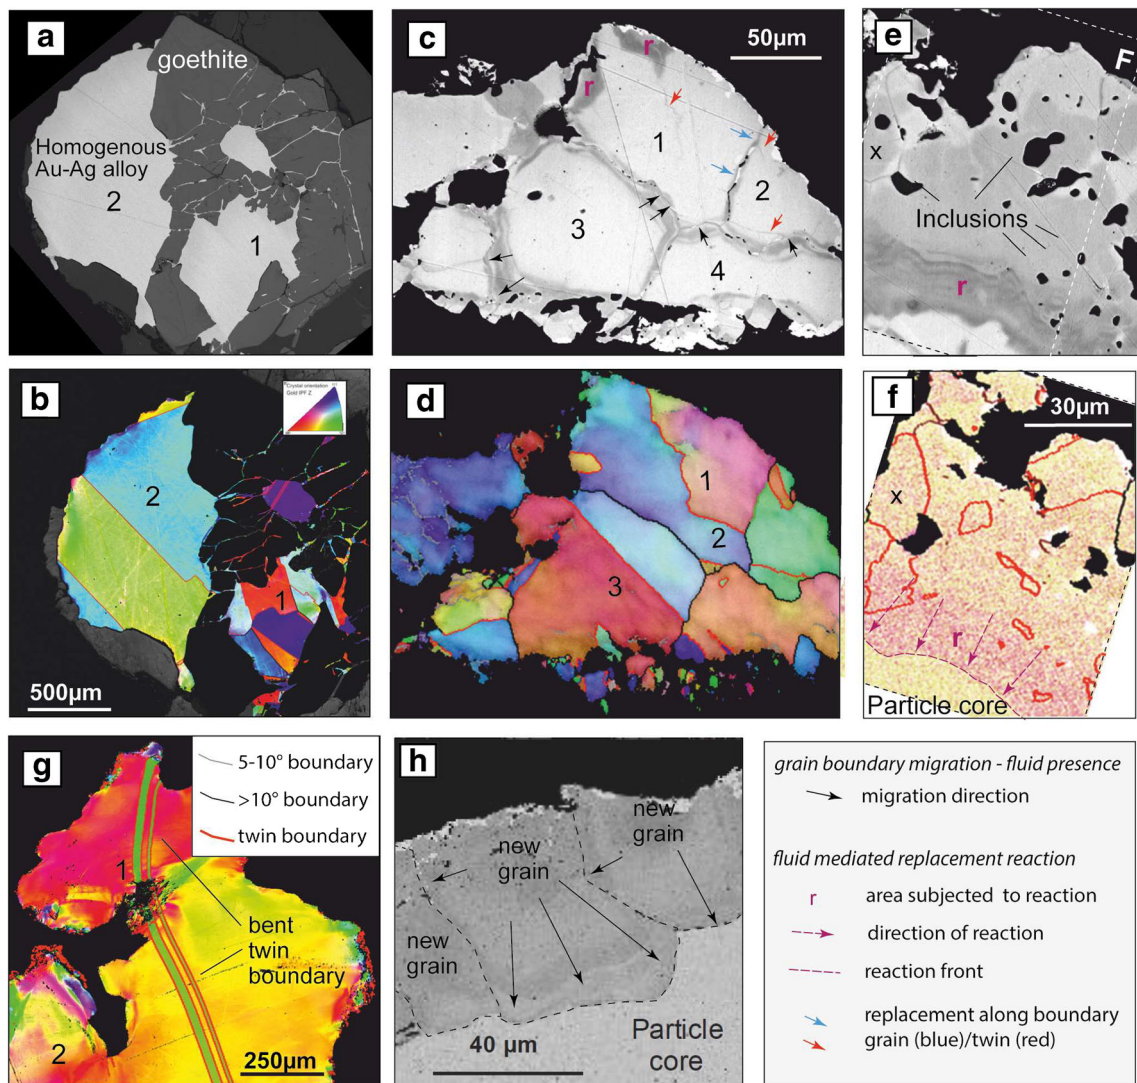 a
goethite
Homogenous
Au-Ag alloy
2
1
c
50µm
r
r
1
2
3
4
e
F
x
Inclusions
r
b
Crystal orientation
Gold IPF Z
2
1
500µm
d
1
2
3
f
30µm
x
r
Particle core
g
5-10° boundary
>10° boundary
twin boundary
1
bent
twin
boundary
2
250µm
h
new
grain
new
grain
new
grain
Particle
core
40 µm
grain boundary migration - fluid presence
migration direction
fluid mediated replacement reaction
r area subjected to reaction
direction of reaction
reaction front
replacement along boundary
grain (blue)/twin (red)